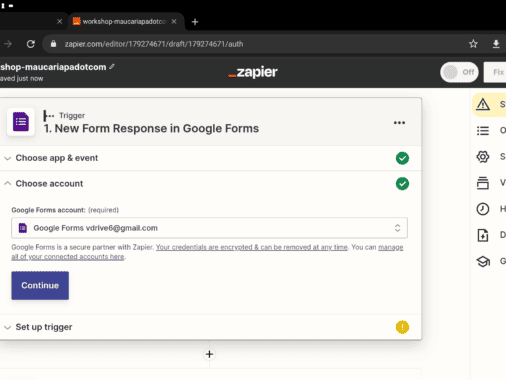 workshop-maucariapadotco
zapier.com/editor/179274671/draft/179274671/auth
shop-maucariapadotcom
aved just now
zapier
Off
Fix
Trigger
1. New Form Response in Google Forms
Choose app & event
Choose account
Google Forms account: (required)
Google Forms vdrive6@gmail.com
Google Forms is a secure partner with Zapier. Your credentials are encrypted & can be removed at any time. You can manage
all of your connected accounts here.
Continue
Set up trigger
S
O
S
V
H
D
G